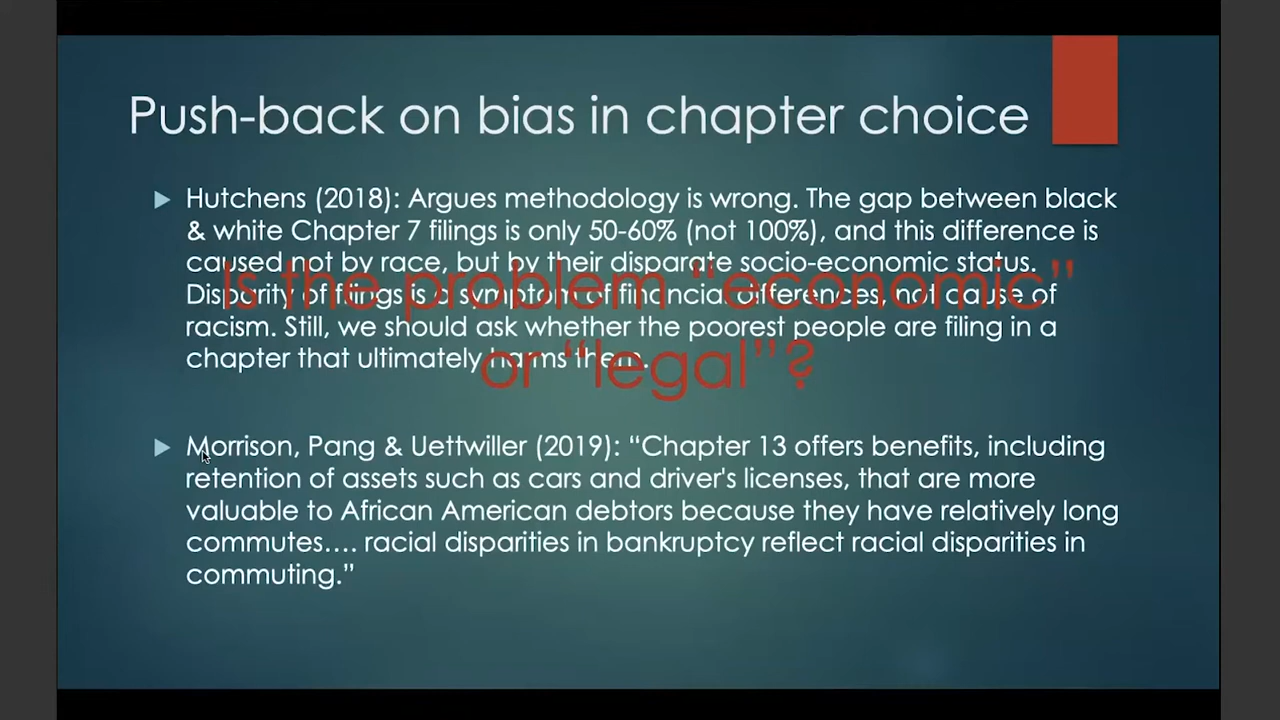 Push-back on bias in chapter choice
Hutchens (2018): Argues methodology is wrong. The gap between black
& white Chapter 7 filings is only 50-60% (not 100%), and this difference is
caused not by race, but by their disparate socio-economic status.
Disparity of filings is a symptom of financial differences, not cause of
racism. Still, we should ask whether the poorest people are filing in a
chapter that ultimately harms them.
Is the problem “economic”
or “legal”?
Morrison, Pang & Uettwiller (2019): “Chapter 13 offers benefits, including
retention of assets such as cars and driver's licenses, that are more
valuable to African American debtors because they have relatively long
commutes…. racial disparities in bankruptcy reflect racial disparities in
commuting.”